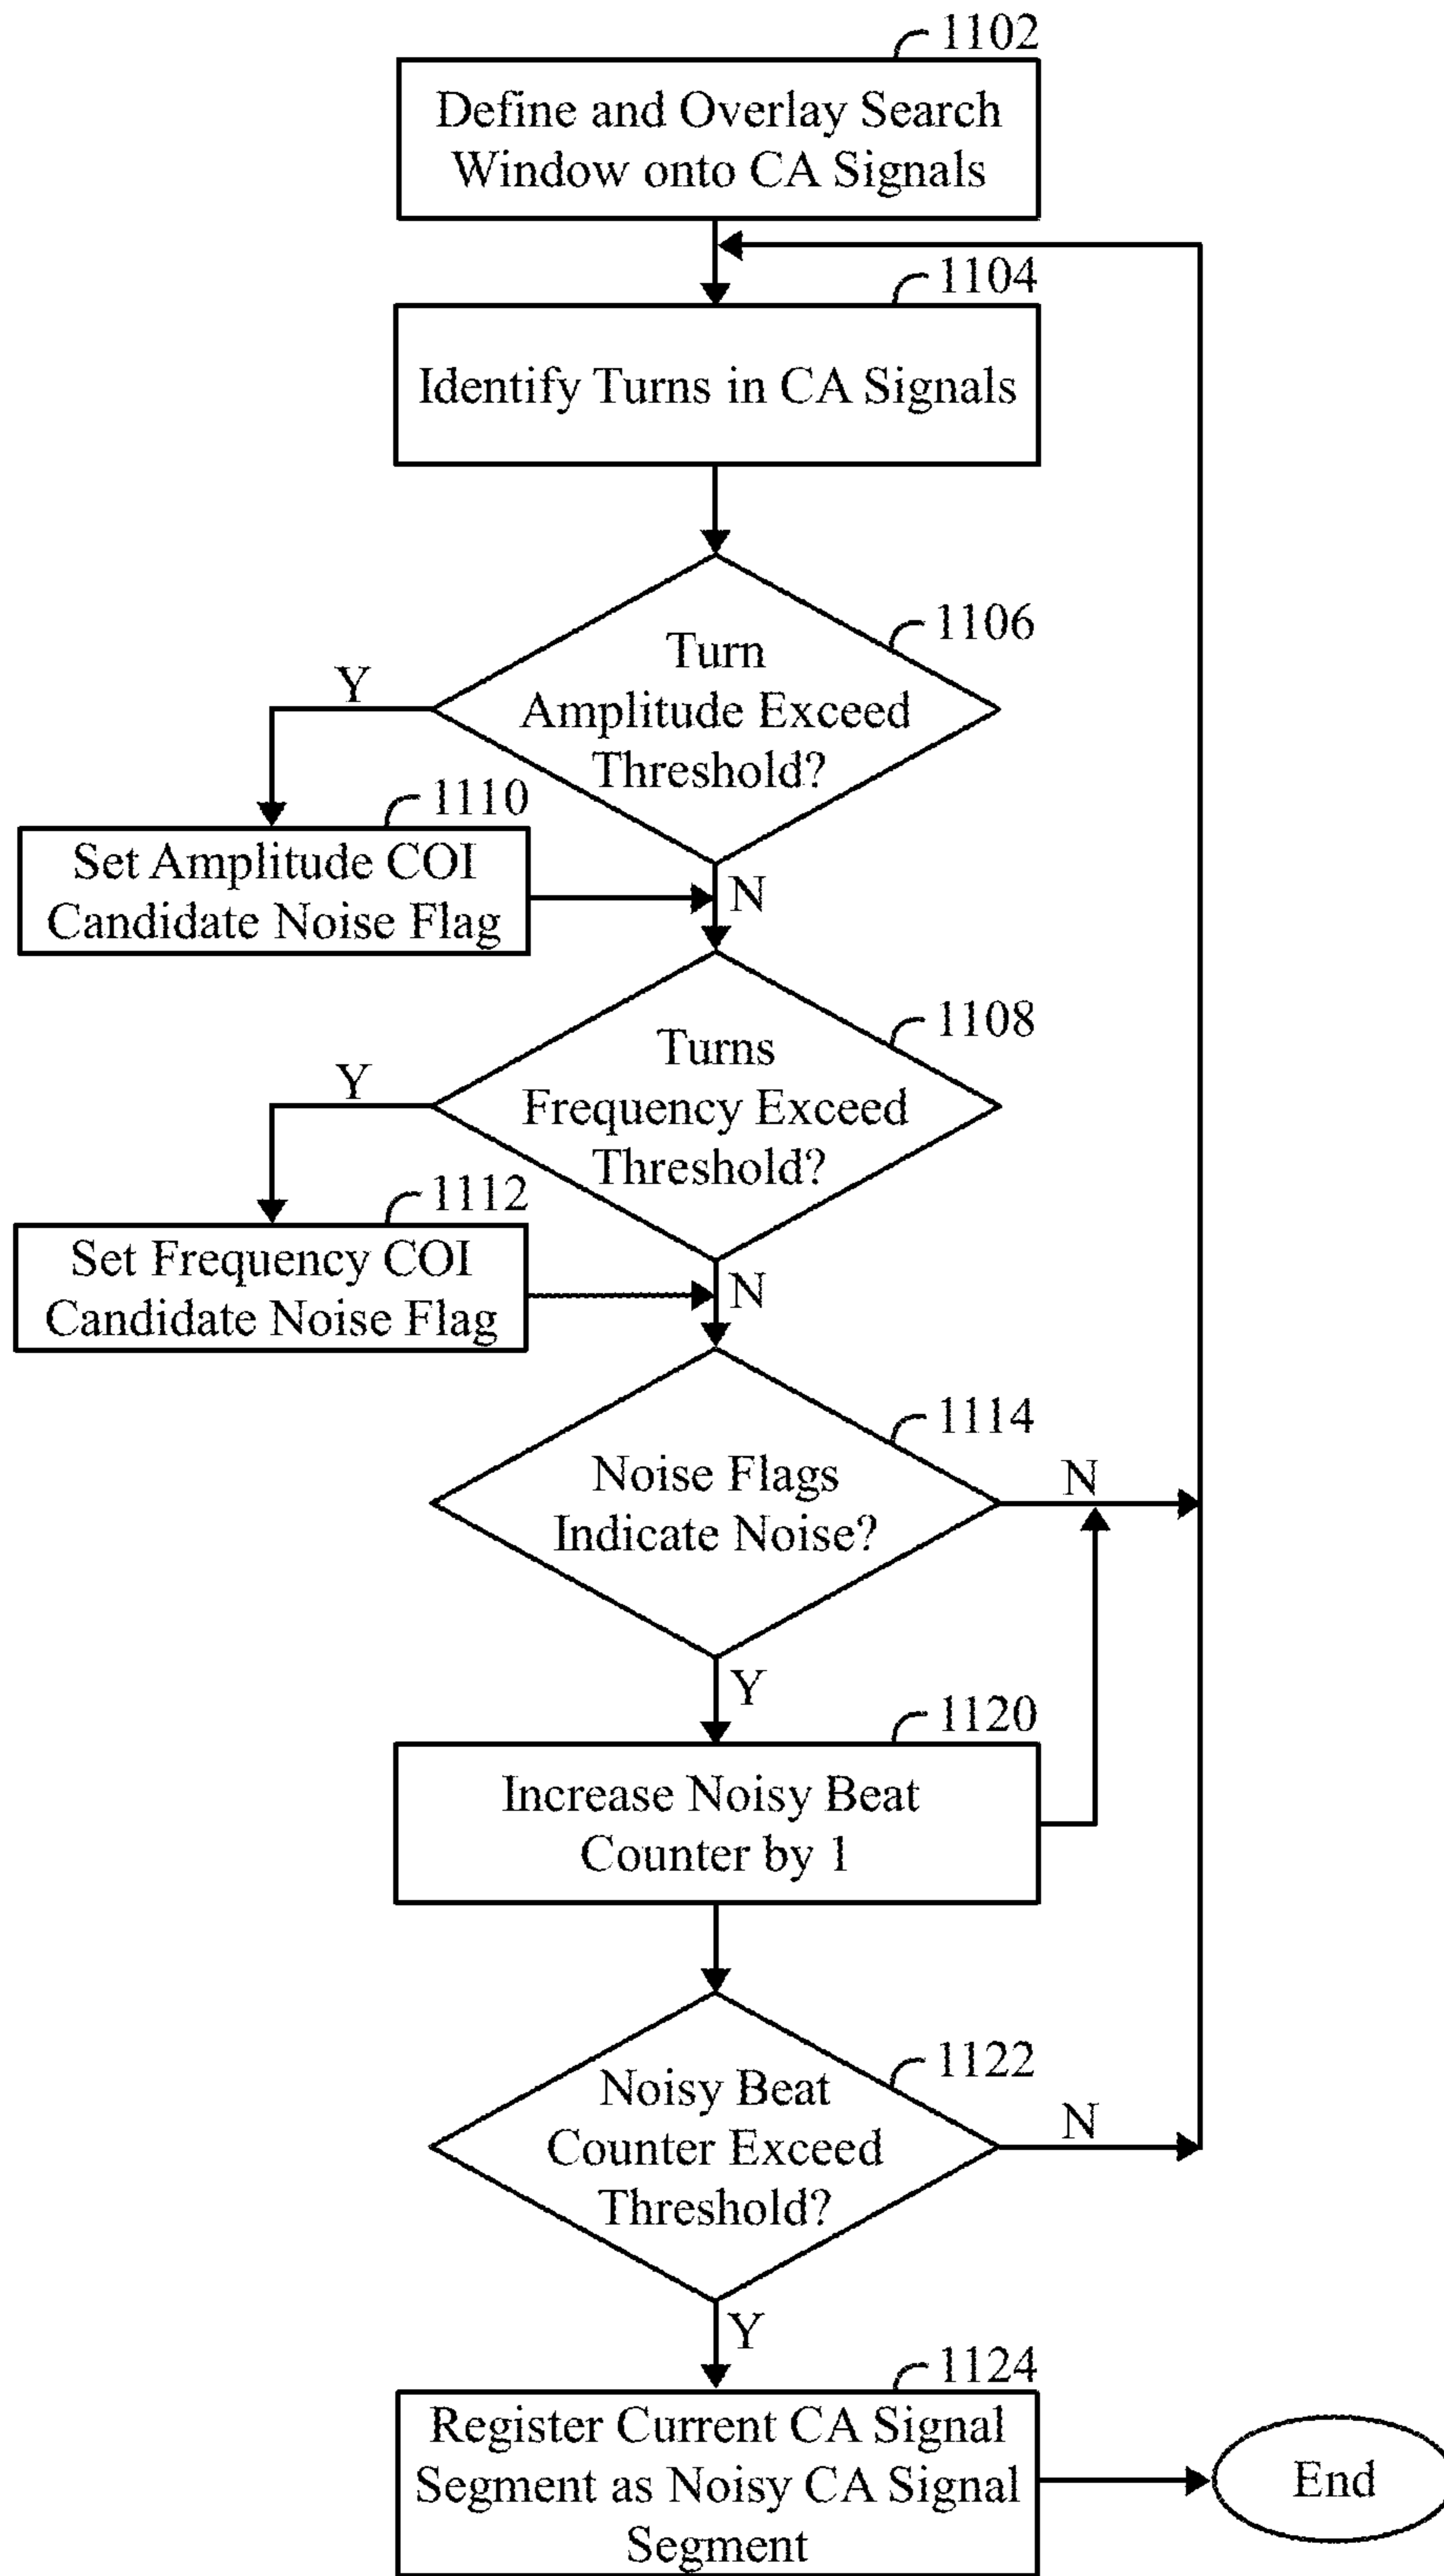 1102
Define and Overlay Search
Window onto CA Signals
1104
Identify Turns in CA Signals
1106
Turn
Amplitude Exceed
Threshold?
Y
1110
Set Amplitude COI
Candidate Noise Flag
N
1108
Turns
Frequency Exceed
Threshold?
Y
1112
Set Frequency COI
Candidate Noise Flag
N
1114
Noise Flags
Indicate Noise?
N
Y
1120
Increase Noisy Beat
Counter by 1
1122
Noisy Beat
Counter Exceed
Threshold?
N
Y
1124
Register Current CA Signal
Segment as Noisy CA Signal
Segment
End